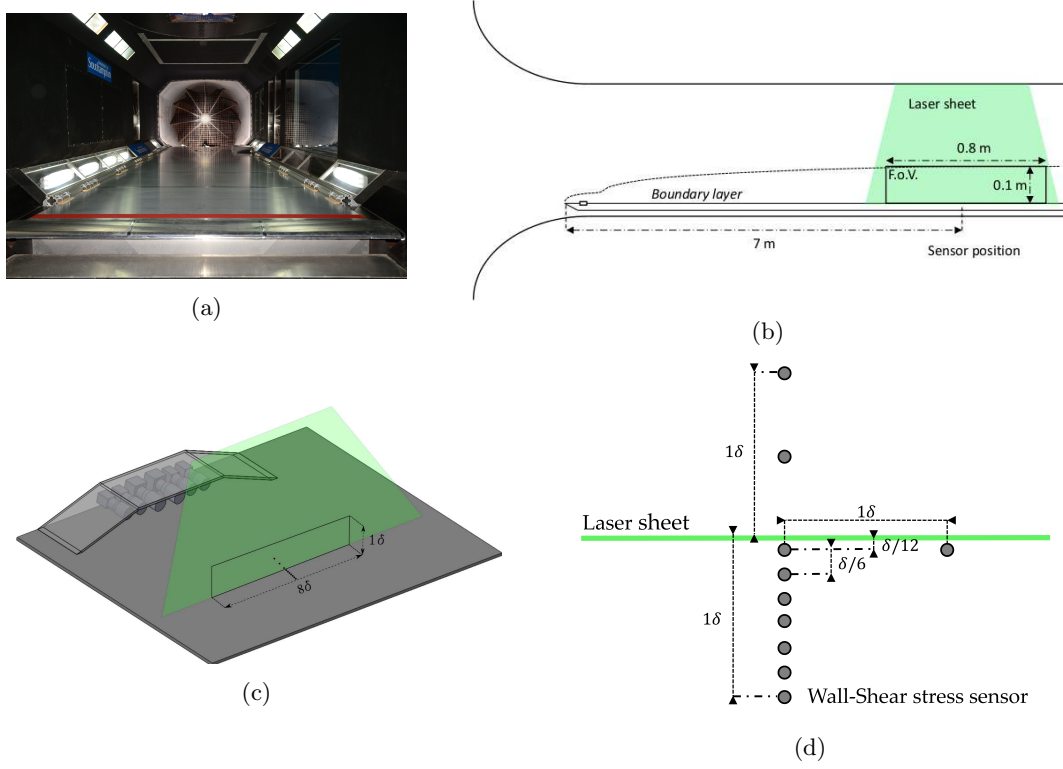 Southampton
(a)
Laser sheet
0.8 m
F.o.V.
0.1 m
Boundary layer
7 m
Sensor position
(b)
1δ
8δ
(c)
1δ
1δ
Laser sheet
δ/12
δ/6
1δ
Wall-Shear stress sensor
(d)